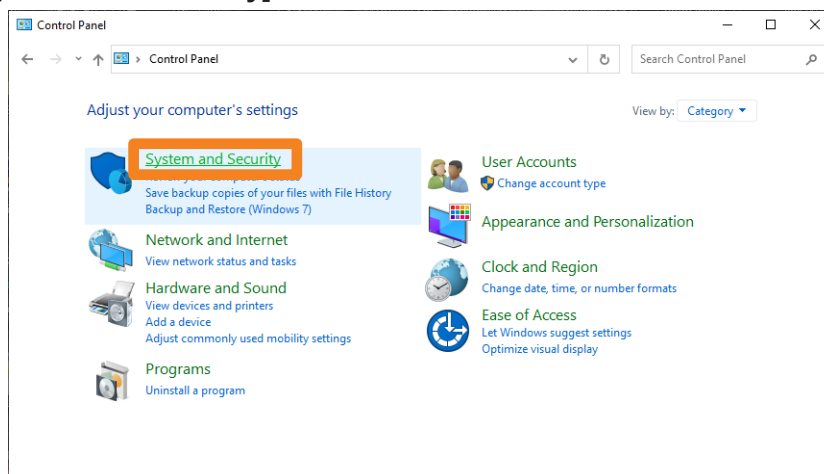 Control Panel
Control Panel
Search Control Panel
Adjust your computer's settings
View by: Category
System and Security
Save backup copies of your files with File History
Backup and Restore (Windows 7)
Network and Internet
View network status and tasks
Hardware and Sound
View devices and printers
Add a device
Adjust commonly used mobility settings
Programs
Uninstall a program
User Accounts
Change account type
Appearance and Personalization
Clock and Region
Change date, time, or number formats
Ease of Access
Let Windows suggest settings
Optimize visual display